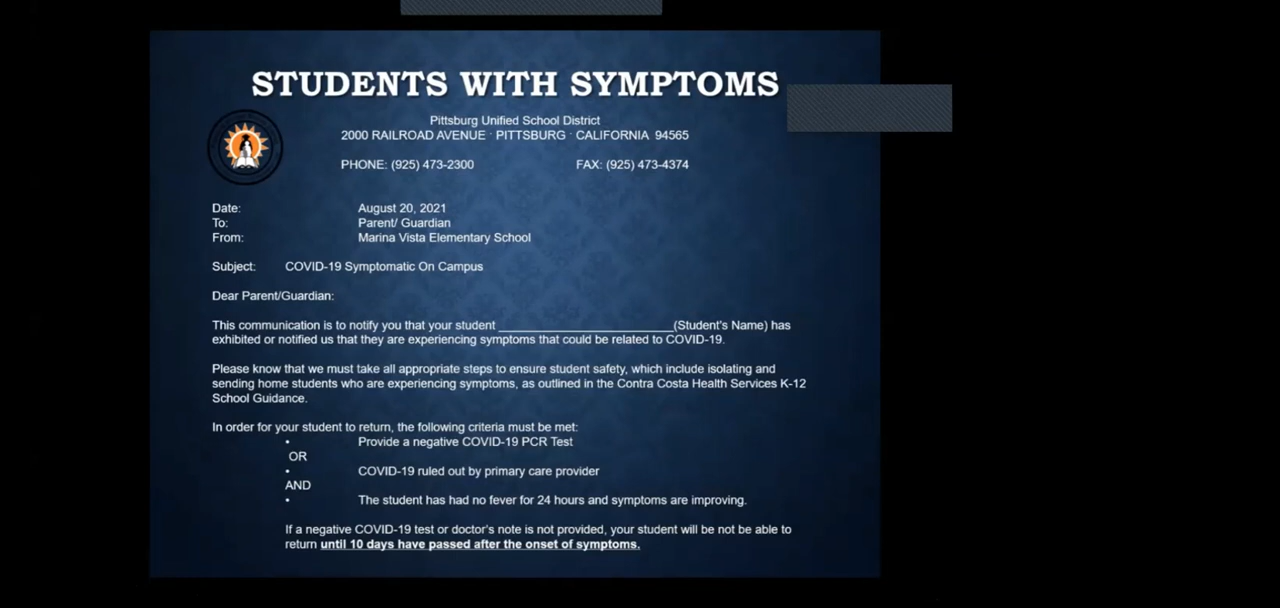 STUDENTS WITH SYMPTOMS
Pittsburg Unified School District
2000 RAILROAD AVENUE · PITTSBURG · CALIFORNIA 94565
PHONE: (925) 473-2300 FAX: (925) 473-4374
Date: August 20, 2021
To: Parent/ Guardian
From: Marina Vista Elementary School
Subject: COVID-19 Symptomatic On Campus
Dear Parent/Guardian:
This communication is to notify you that your student __________________________(Student's Name) has
exhibited or notified us that they are experiencing symptoms that could be related to COVID-19.
Please know that we must take all appropriate steps to ensure student safety, which include isolating and
sending home students who are experiencing symptoms, as outlined in the Contra Costa Health Services K-12
School Guidance.
In order for your student to return, the following criteria must be met:
• Provide a negative COVID-19 PCR Test
OR
• COVID-19 ruled out by primary care provider
AND
• The student has had no fever for 24 hours and symptoms are improving.
If a negative COVID-19 test or doctor's note is not provided, your student will be not be able to
return until 10 days have passed after the onset of symptoms.